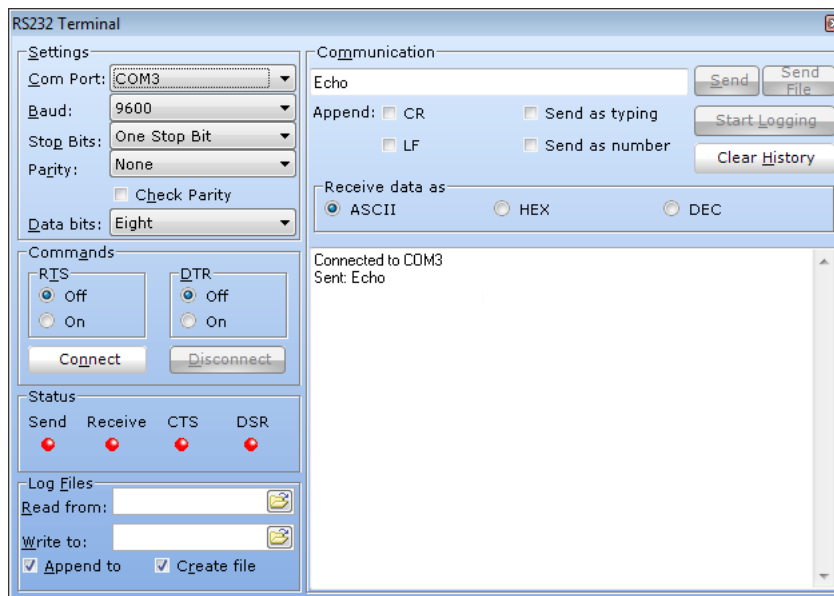 RS232 Terminal
Settings
Com Port: COM3
Baud: 9600
Stop Bits: One Stop Bit
Parity: None
Check Parity
Data bits: Eight
Commands
RTS
Off
On
DTR
Off
On
Connect
Disconnect
Status
Send Receive CTS DSR
Log Files
Read from:
Write to:
Append to
Create file
Communication
Echo
Send
Send File
Append: CR
Send as typing
Start Logging
LF
Send as number
Clear History
Receive data as
ASCII
HEX
DEC
Connected to COM3
Sent: Echo